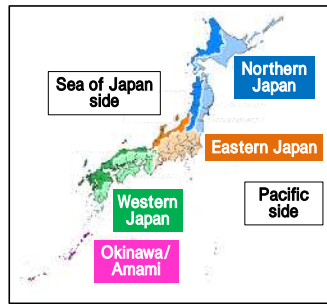 Northern
Japan
Sea of Japan
side
Eastern Japan
Western
Japan
Pacific
side
Okinawa/
Amami